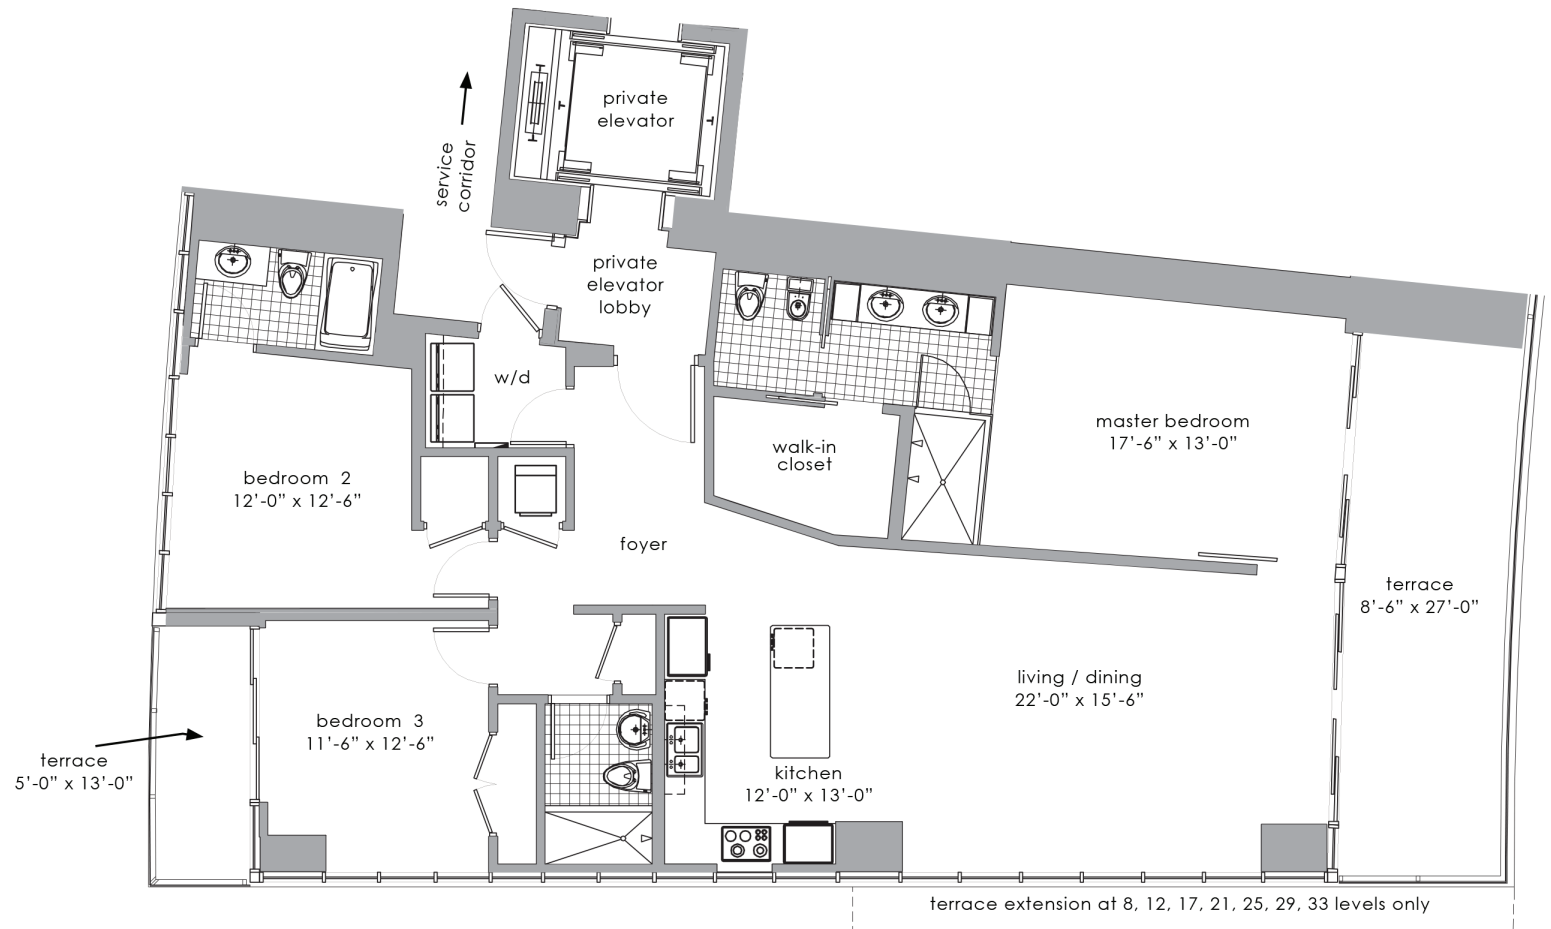 private
elevator
service
corridor
private
elevator
lobby
w/d
master bedroom
17'-6” x 13'-0”
walk-in
closet
bedroom 2
12'-0” x 12'-6”
foyer
terrace
8'-6” x 27'-0”
living / dining
22'-0” x 15'-6”
bedroom 3
11'-6” x 12'-6”
terrace
5'-0” x 13'-0”
kitchen
12'-0” x 13'-0”
terrace extension at 8, 12, 17, 21, 25, 29, 33 levels only